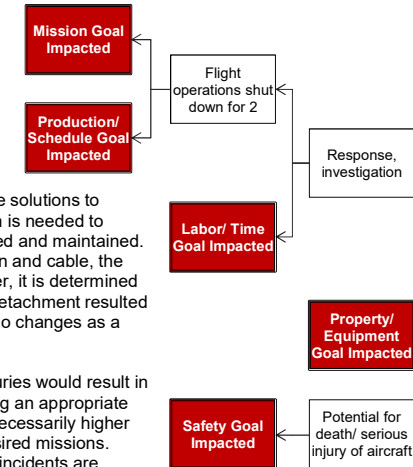 Mission Goal
Impacted
Flight
operations shut
down for 2
Production/
Schedule Goal
Impacted
Response,
investigation
e solutions to
is needed to
ed and maintained.
n and cable, the
er, it is determined
etachment resulted
o changes as a
Labor/ Time
Goal Impacted
Property/
Equipment
Goal Impacted
uries would result in
g an appropriate
ecessarily higher
sired missions.
incidents are
Safety Goal
Impacted
Potential for
death/ serious
injury of aircraft